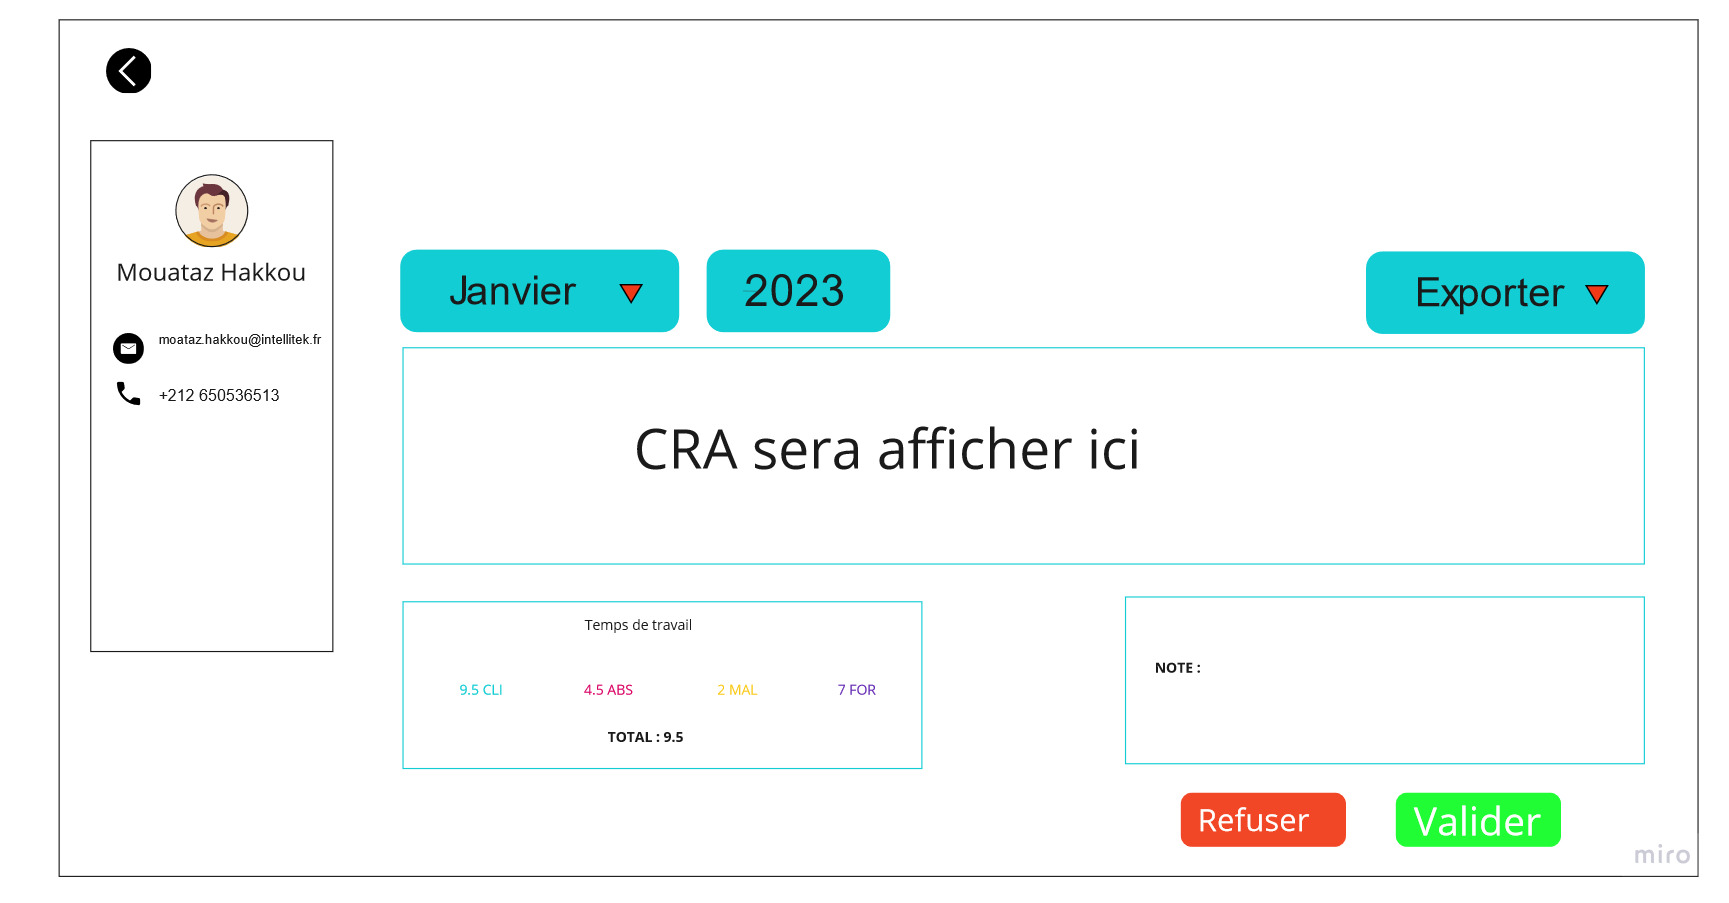 Mouataz Hakkou
moataz.hakkou@intellitek.fr
+212 650536513
Janvier
2023
Exporter
CRA sera afficher ici
Temps de travail
9.5 CLI 4.5 ABS 2 MAL 7 FOR
TOTAL : 9.5
NOTE :
Refuser
Valider
miro